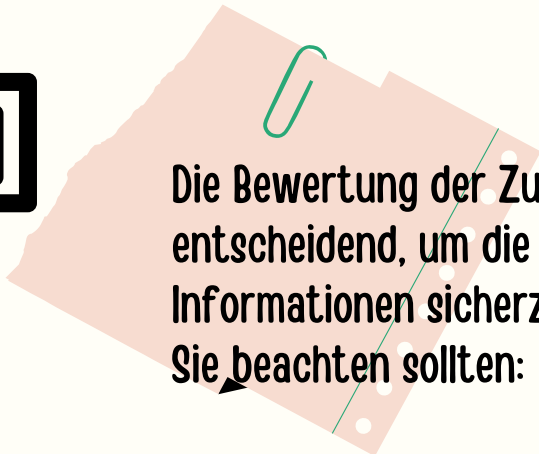 Die Bewertung der Zu
entscheidend, um die
Informationen sicherz
Sie beachten sollten: